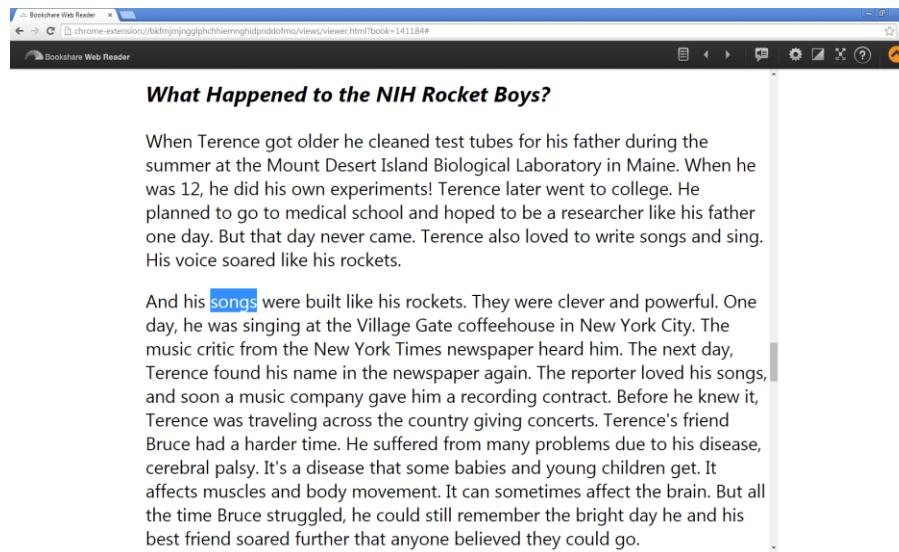 Bookshare Web Reader ×
chrome-extension;//bkfmjmjngglphchhiemnghidpnddofmo/views/viewer.html?book=141184#
Bookshare Web Reader
What Happened to the NIH Rocket Boys?
When Terence got older he cleaned test tubes for his father during the
summer at the Mount Desert Island Biological Laboratory in Maine. When he
was 12, he did his own experiments! Terence later went to college. He
planned to go to medical school and hoped to be a researcher like his father
one day. But that day never came. Terence also loved to write songs and sing.
His voice soared like his rockets.
And his songs were built like his rockets. They were clever and powerful. One
day, he was singing at the Village Gate coffeehouse in New York City. The
music critic from the New York Times newspaper heard him. The next day,
Terence found his name in the newspaper again. The reporter loved his songs,
and soon a music company gave him a recording contract. Before he knew it,
Terence was traveling across the country giving concerts. Terence's friend
Bruce had a harder time. He suffered from many problems due to his disease,
cerebral palsy. It's a disease that some babies and young children get. It
affects muscles and body movement. It can sometimes affect the brain. But all
the time Bruce struggled, he could still remember the bright day he and his
best friend soared further that anyone believed they could go.